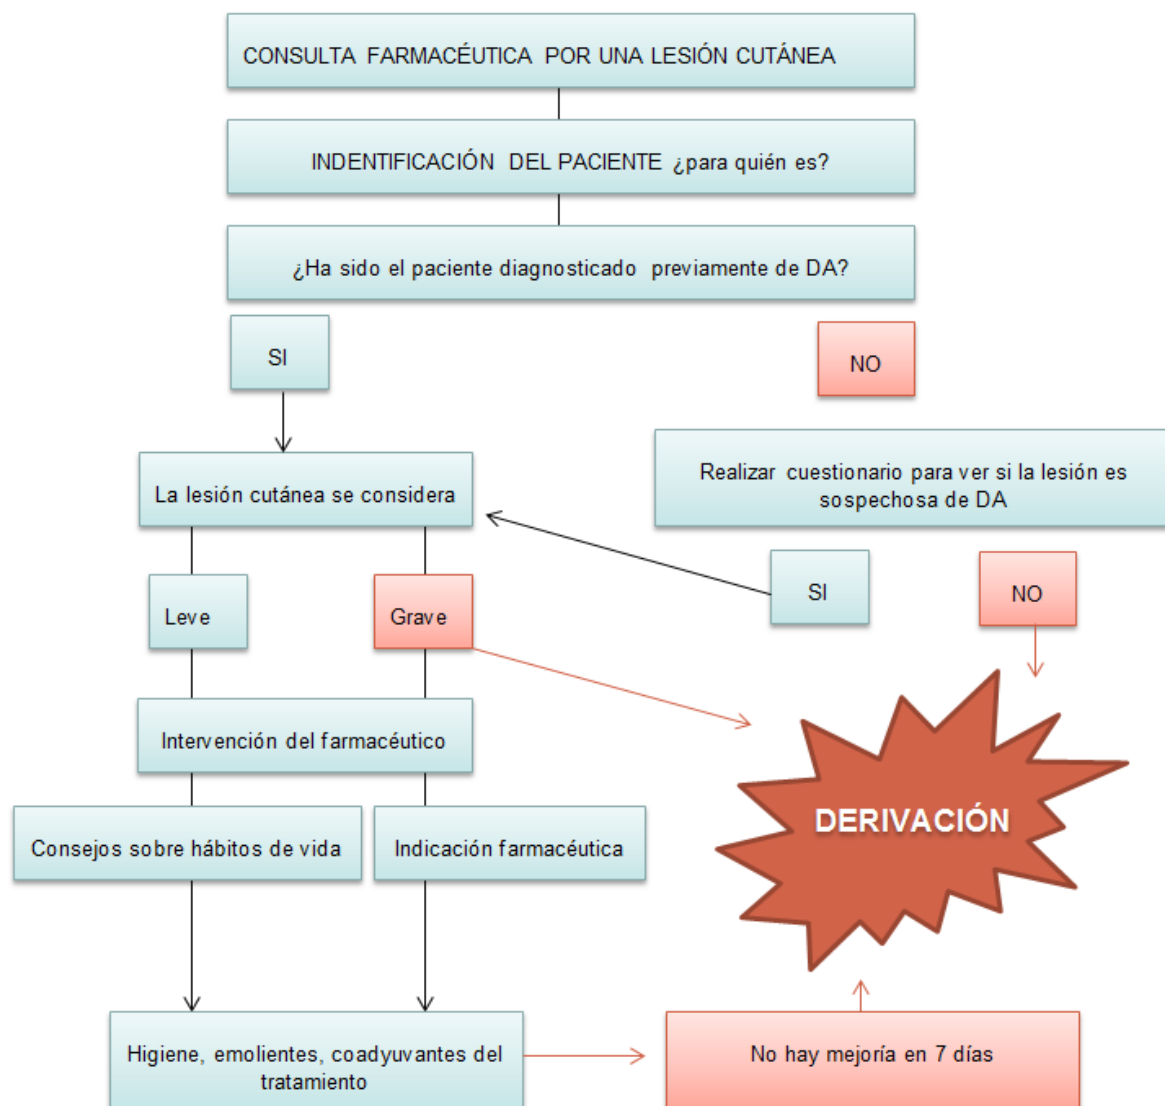 CONSULTA FARMACÉUTICA POR UNA LESIÓN CUTÁNEA
INDENTIFICACIÓN DEL PACIENTE ¿para quién es?
¿Ha sido el paciente diagnosticado previamente de DA?
SI
NO
La lesión cutánea se considera
Realizar cuestionario para ver si la lesión es
sospechosa de DA
SI
NO
Leve
Grave
Intervención del farmacéutico
DERIVACIÓN
Consejos sobre hábitos de vida
Indicación farmacéutica
Higiene, emolientes, coadyuvantes del
tratamiento
No hay mejoría en 7 días